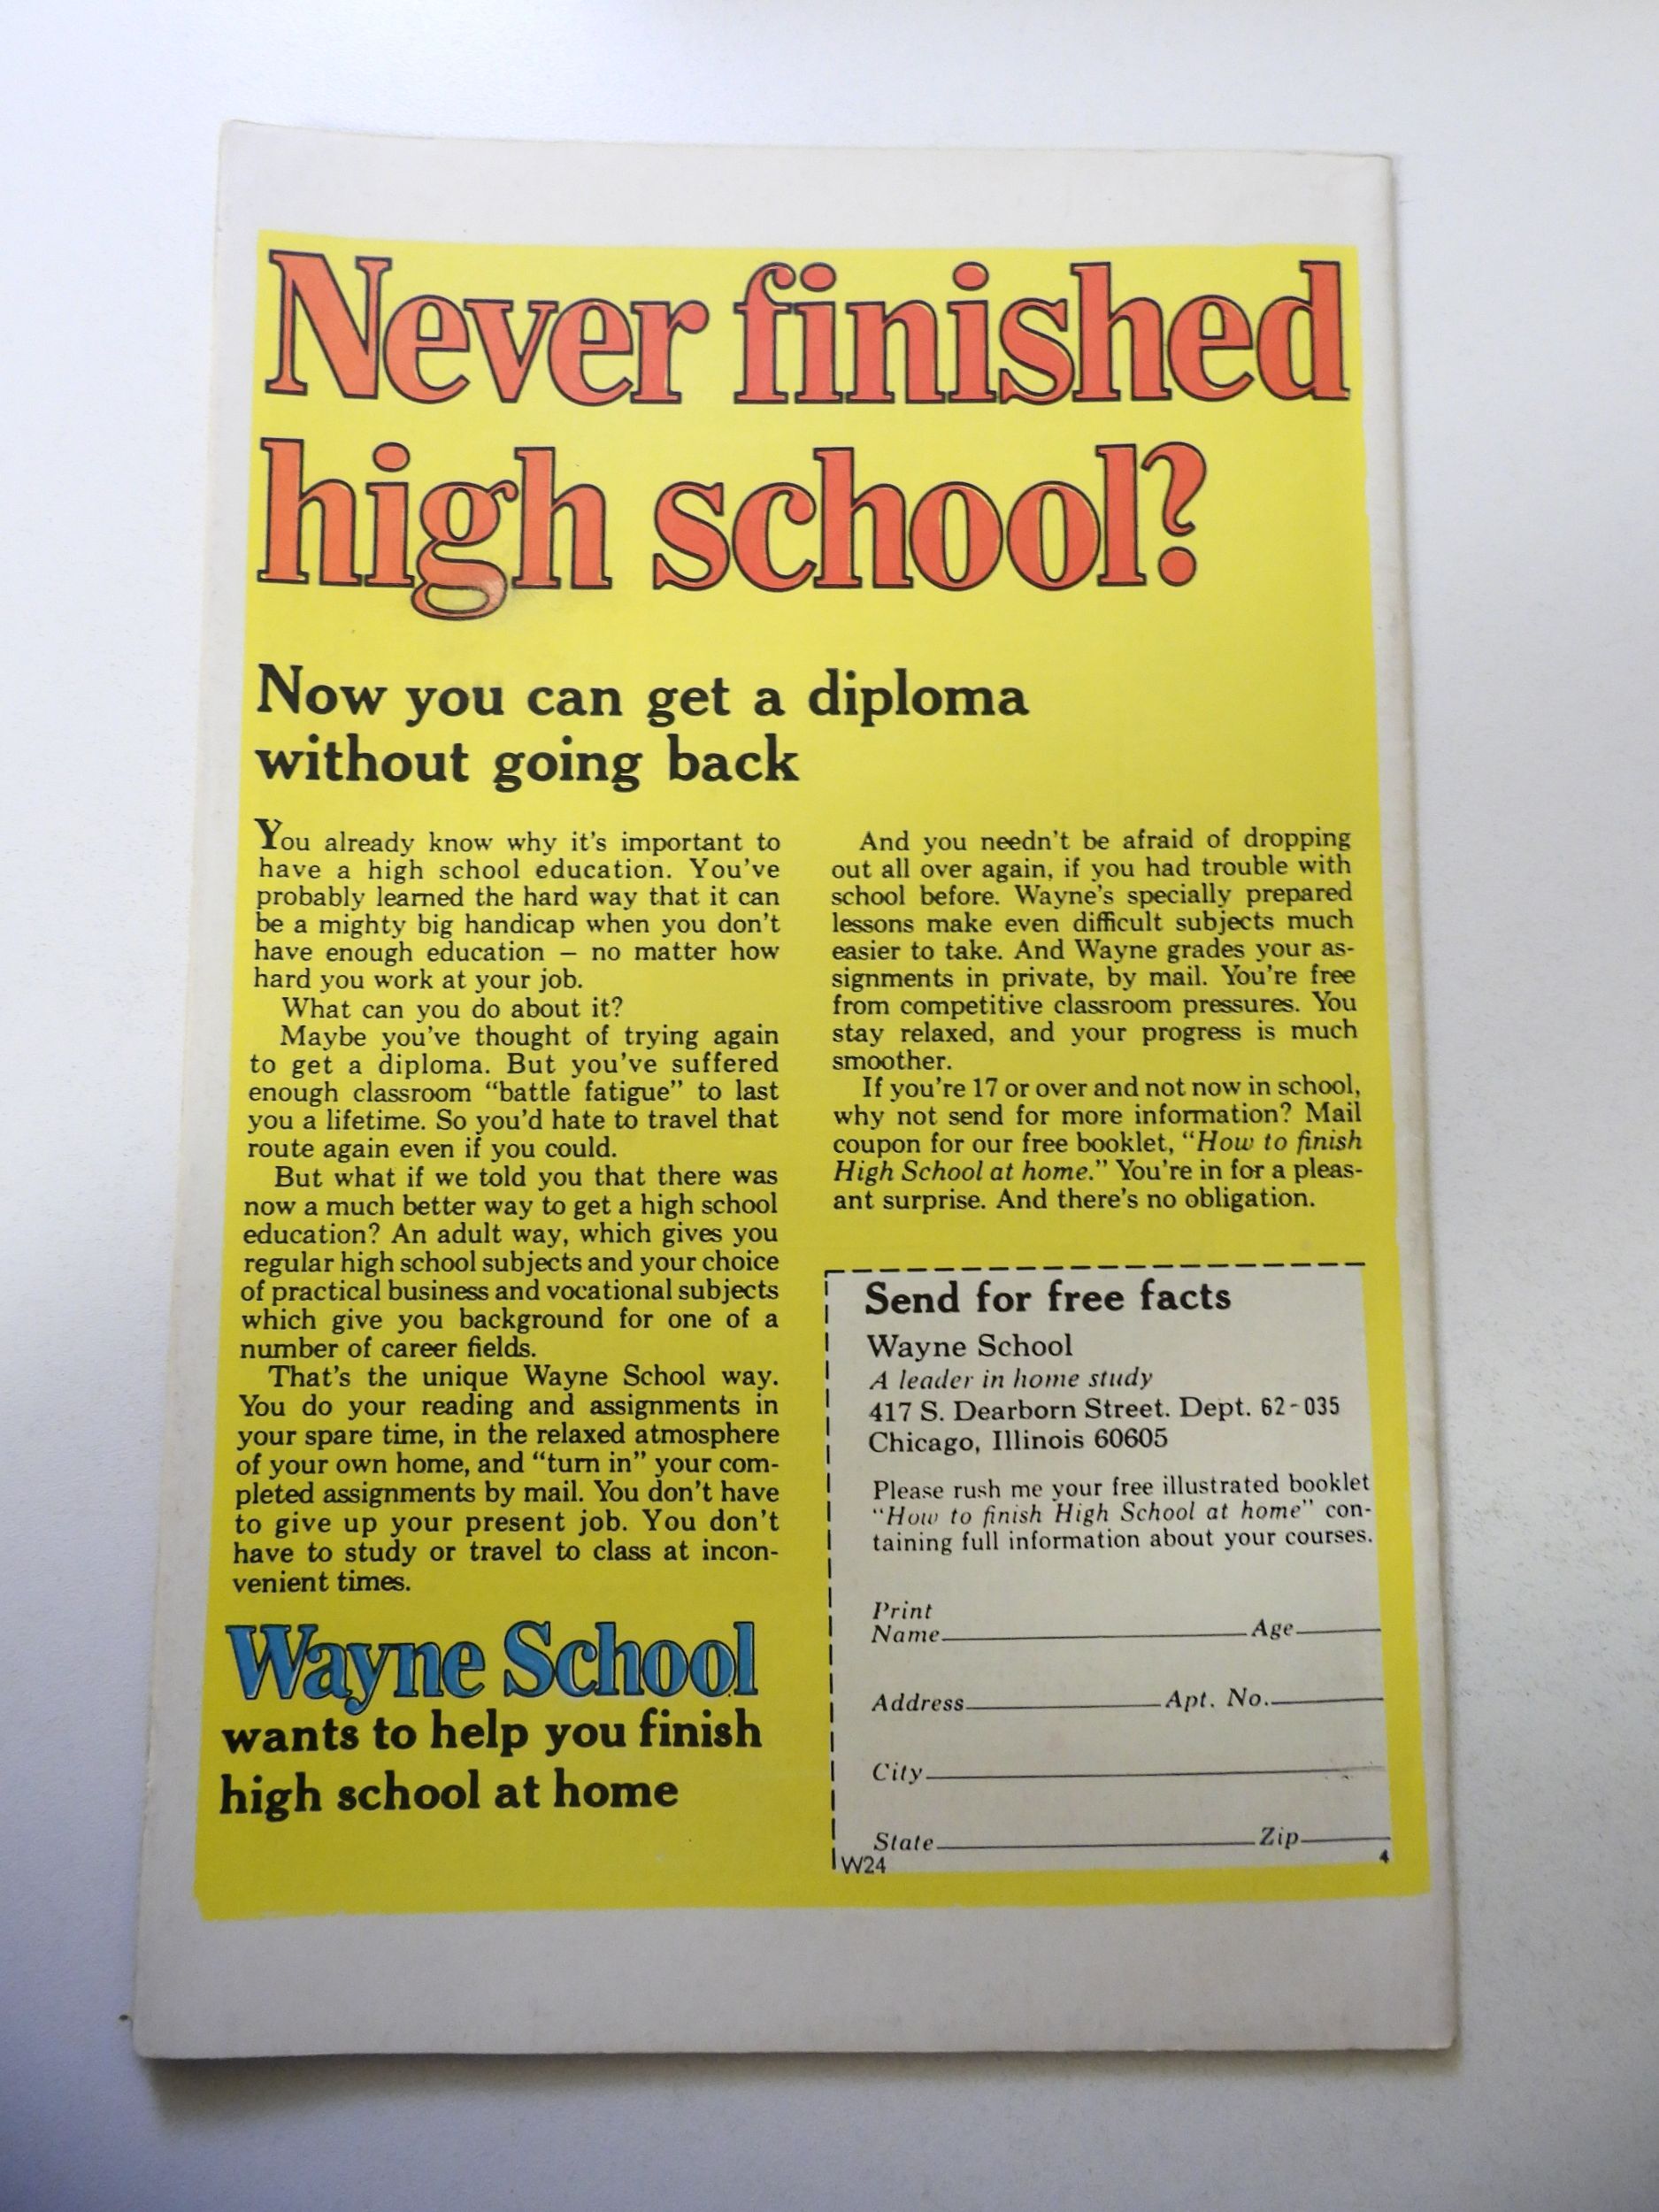 Never finished
high school?
Now you can get a diploma
without going back
You already know why it's important to
have a high school education. You've
probably learned the hard way that it can
be a mighty big handicap when you don't
have enough education – no matter how
hard you work at your job.
What can you do about it?
Maybe you've thought of trying again
to get a diploma. But you've suffered
enough classroom “battle fatigue” to last
you a lifetime. So you'd hate to travel that
route again even if you could.
But what if we told you that there was
now a much better way to get a high school
education? An adult way, which gives you
regular high school subjects and your choice
of practical business and vocational subjects
which give you background for one of a
number of career fields.
That's the unique Wayne School way.
You do your reading and assignments in
your spare time, in the relaxed atmosphere
of your own home, and “turn in” your com-
pleted assignments by mail. You don't have
to give up your present job. You don't
have to study or travel to class at incon-
venient times.
Wayne School
wants to help you finish
high school at home
And you needn't be afraid of dropping
out all over again, if you had trouble with
school before. Wayne's specially prepared
lessons make even difficult subjects much
easier to take. And Wayne grades your as-
signments in private, by mail. You're free
from competitive classroom pressures. You
stay relaxed, and your progress is much
smoother.
If you're 17 or over and not now in school,
why not send for more information? Mail
coupon for our free booklet, “How to finish
High School at home.” You're in for a pleas-
ant surprise. And there's no obligation.
Send for free facts
Wayne School
A leader in home study
417 S. Dearborn Street. Dept. 62-035
Chicago, Illinois 60605
Please rush me your free illustrated booklet
“How to finish High School at home” con-
taining full information about your courses.
Print
Name Age
Address Apt. No.
City
State Zip
W24 4